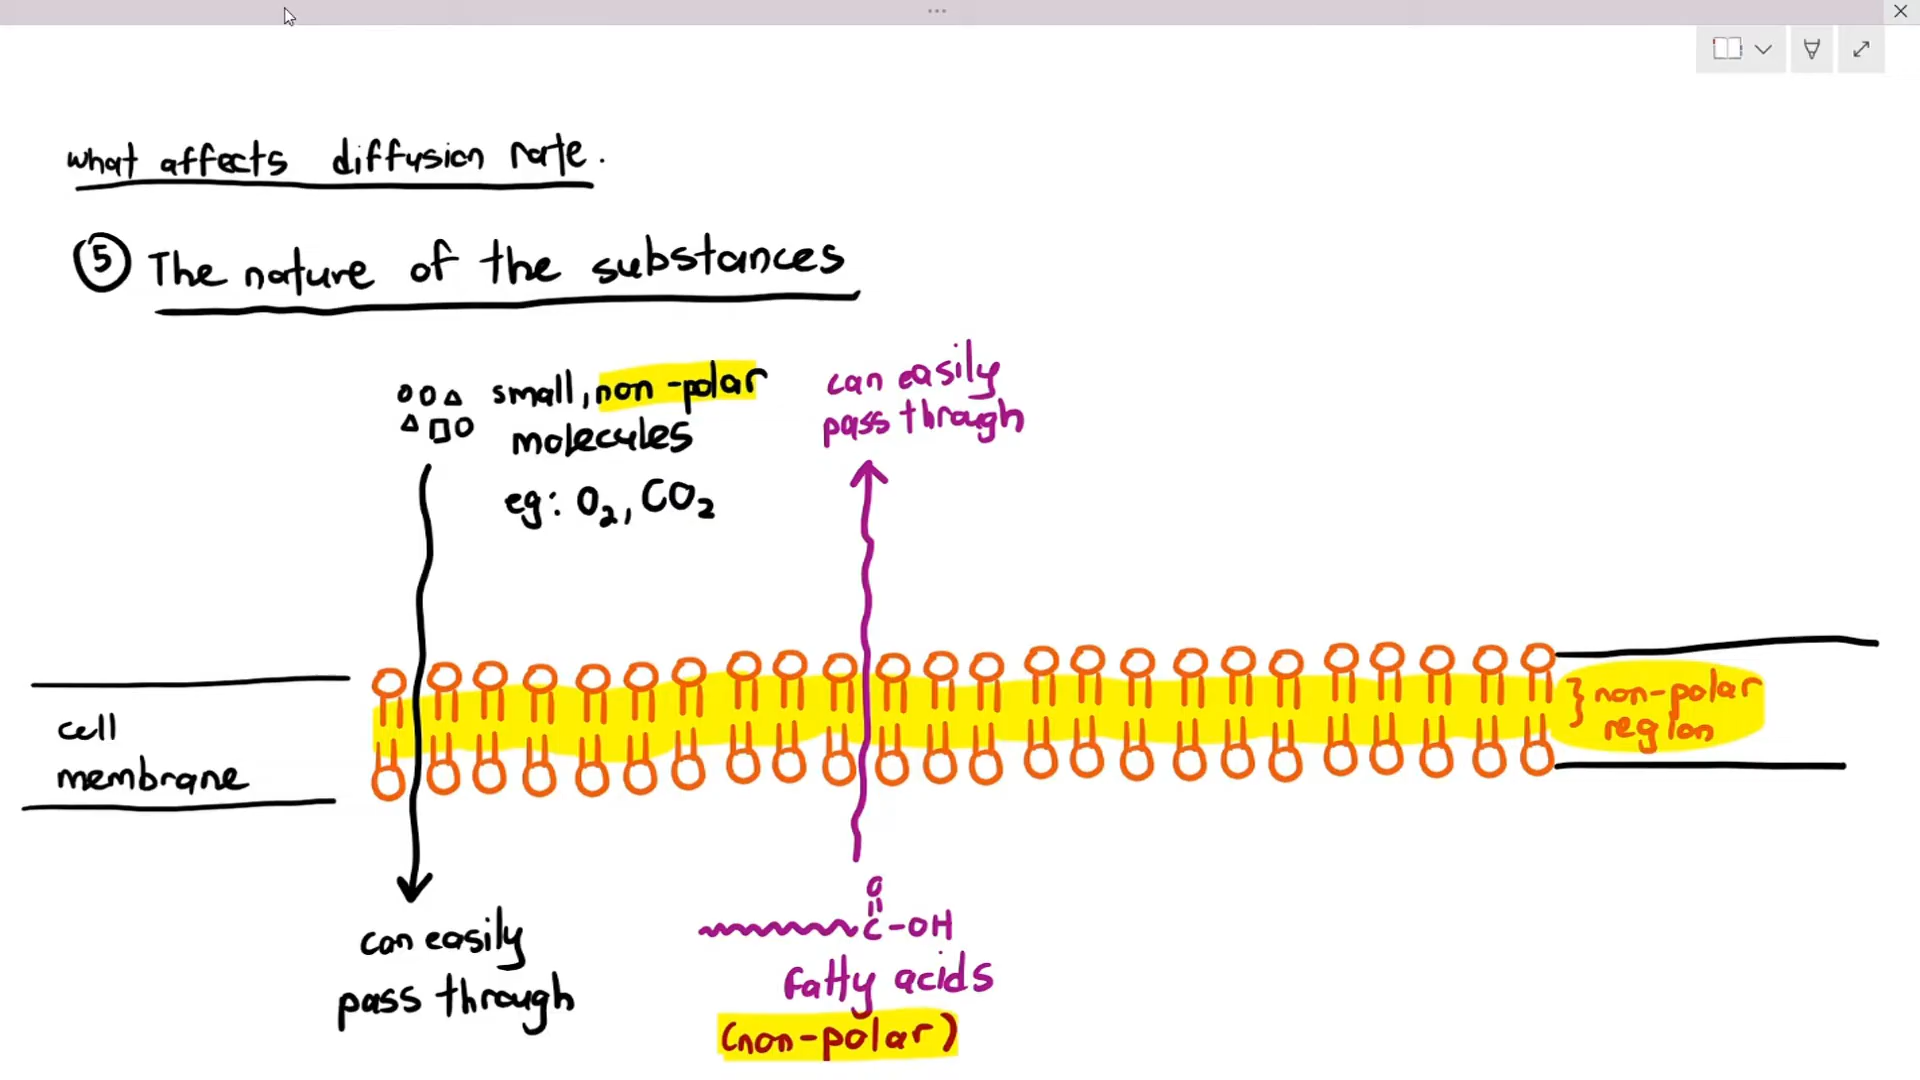 what affects diffusion rate.
⑤ The nature of the substances
small, non-polar
molecules
eg: O₂, CO₂
can easily
pass through
cell
membrane
} non-polar
region
can easily
pass through
O
C-OH
fatty acids
(non-polar)